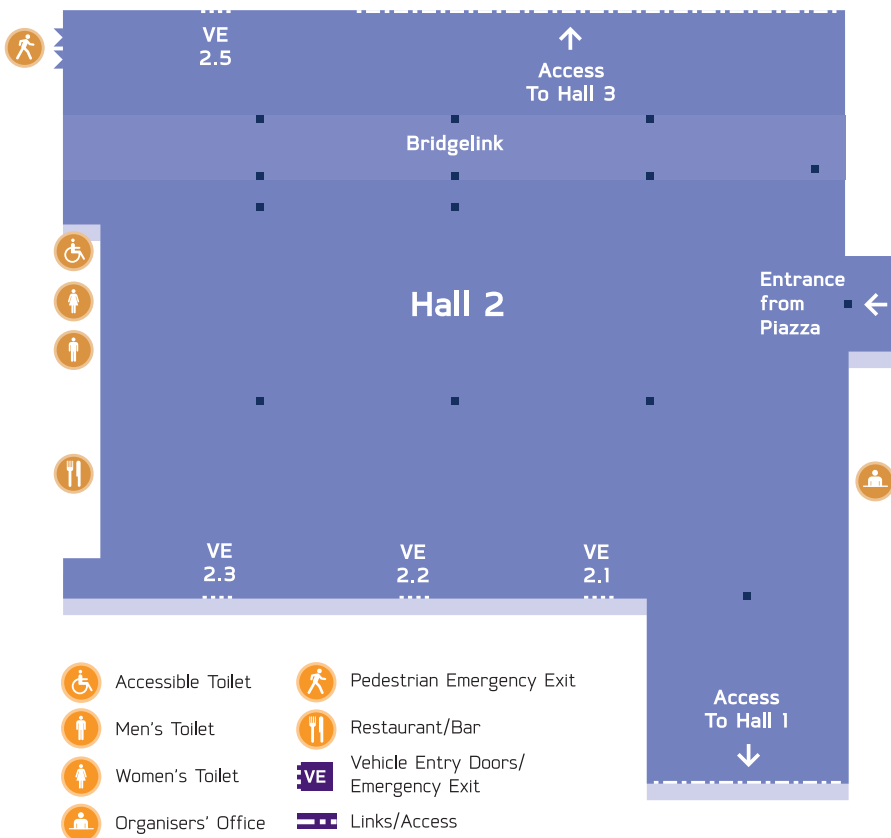 VE
2.5
Access
To Hall 3
Bridgelink
Hall 2
Entrance
from
Piazza
VE
2.3
VE
2.2
VE
2.1
Access
To Hall 1
Accessible Toilet
Men's Toilet
Women's Toilet
Organisers' Office
Pedestrian Emergency Exit
Restaurant/Bar
VE
Vehicle Entry Doors/
Emergency Exit
Links/Access